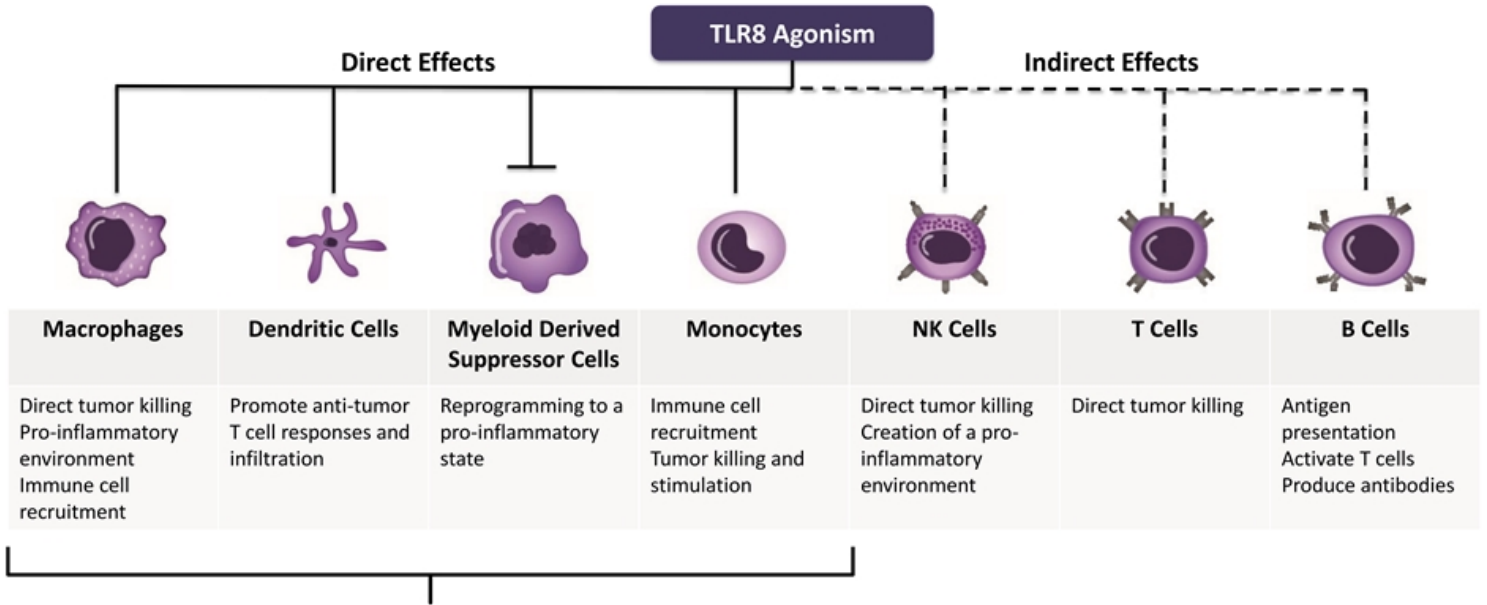 TLR8 Agonism
Direct Effects
Indirect Effects
Macrophages
Dendritic Cells
Myeloid Derived
Suppressor Cells
Monocytes
NK Cells
T Cells
B Cells
Direct tumor killing
Pro-inflammatory
environment
Immune cell
recruitment
Promote anti-tumor
T cell responses and
infiltration
Reprogramming to a
pro-inflammatory
state
Immune cell
recruitment
Tumor killing and
stimulation
Direct tumor killing
Creation of a pro-
inflammatory
environment
Direct tumor killing
Antigen
presentation
Activate T cells
Produce antibodies